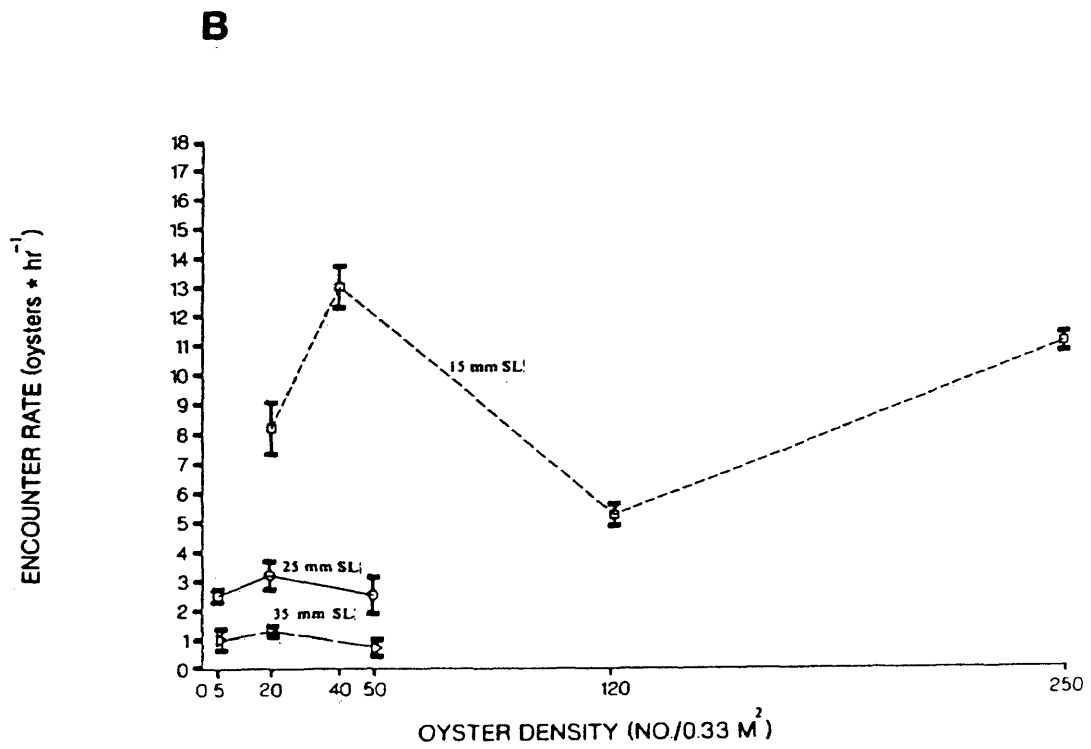 B
ENCOUNTER RATE (oysters * hr⁻¹)
18
17
16
15
14
13
12
11
10
9
8
7
6
5
4
3
2
1
0
15 mm SL
25 mm SL
35 mm SL
0 5 20 40 50 120 250
OYSTER DENSITY (NO./0.33 M²)